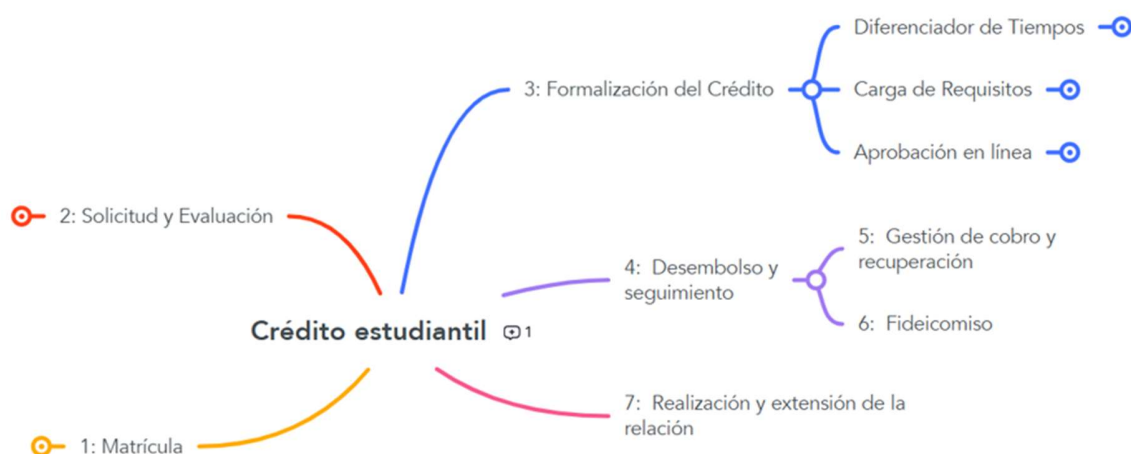 Diferenciador de Tiempos
3: Formalización del Crédito
Carga de Requisitos
Aprobación en línea
2: Solicitud y Evaluación
5: Gestión de cobro y
recuperación
4: Desembolso y
seguimiento
6: Fideicomiso
Crédito estudiantil 1
7: Realización y extensión de la
relación
1: Matrícula